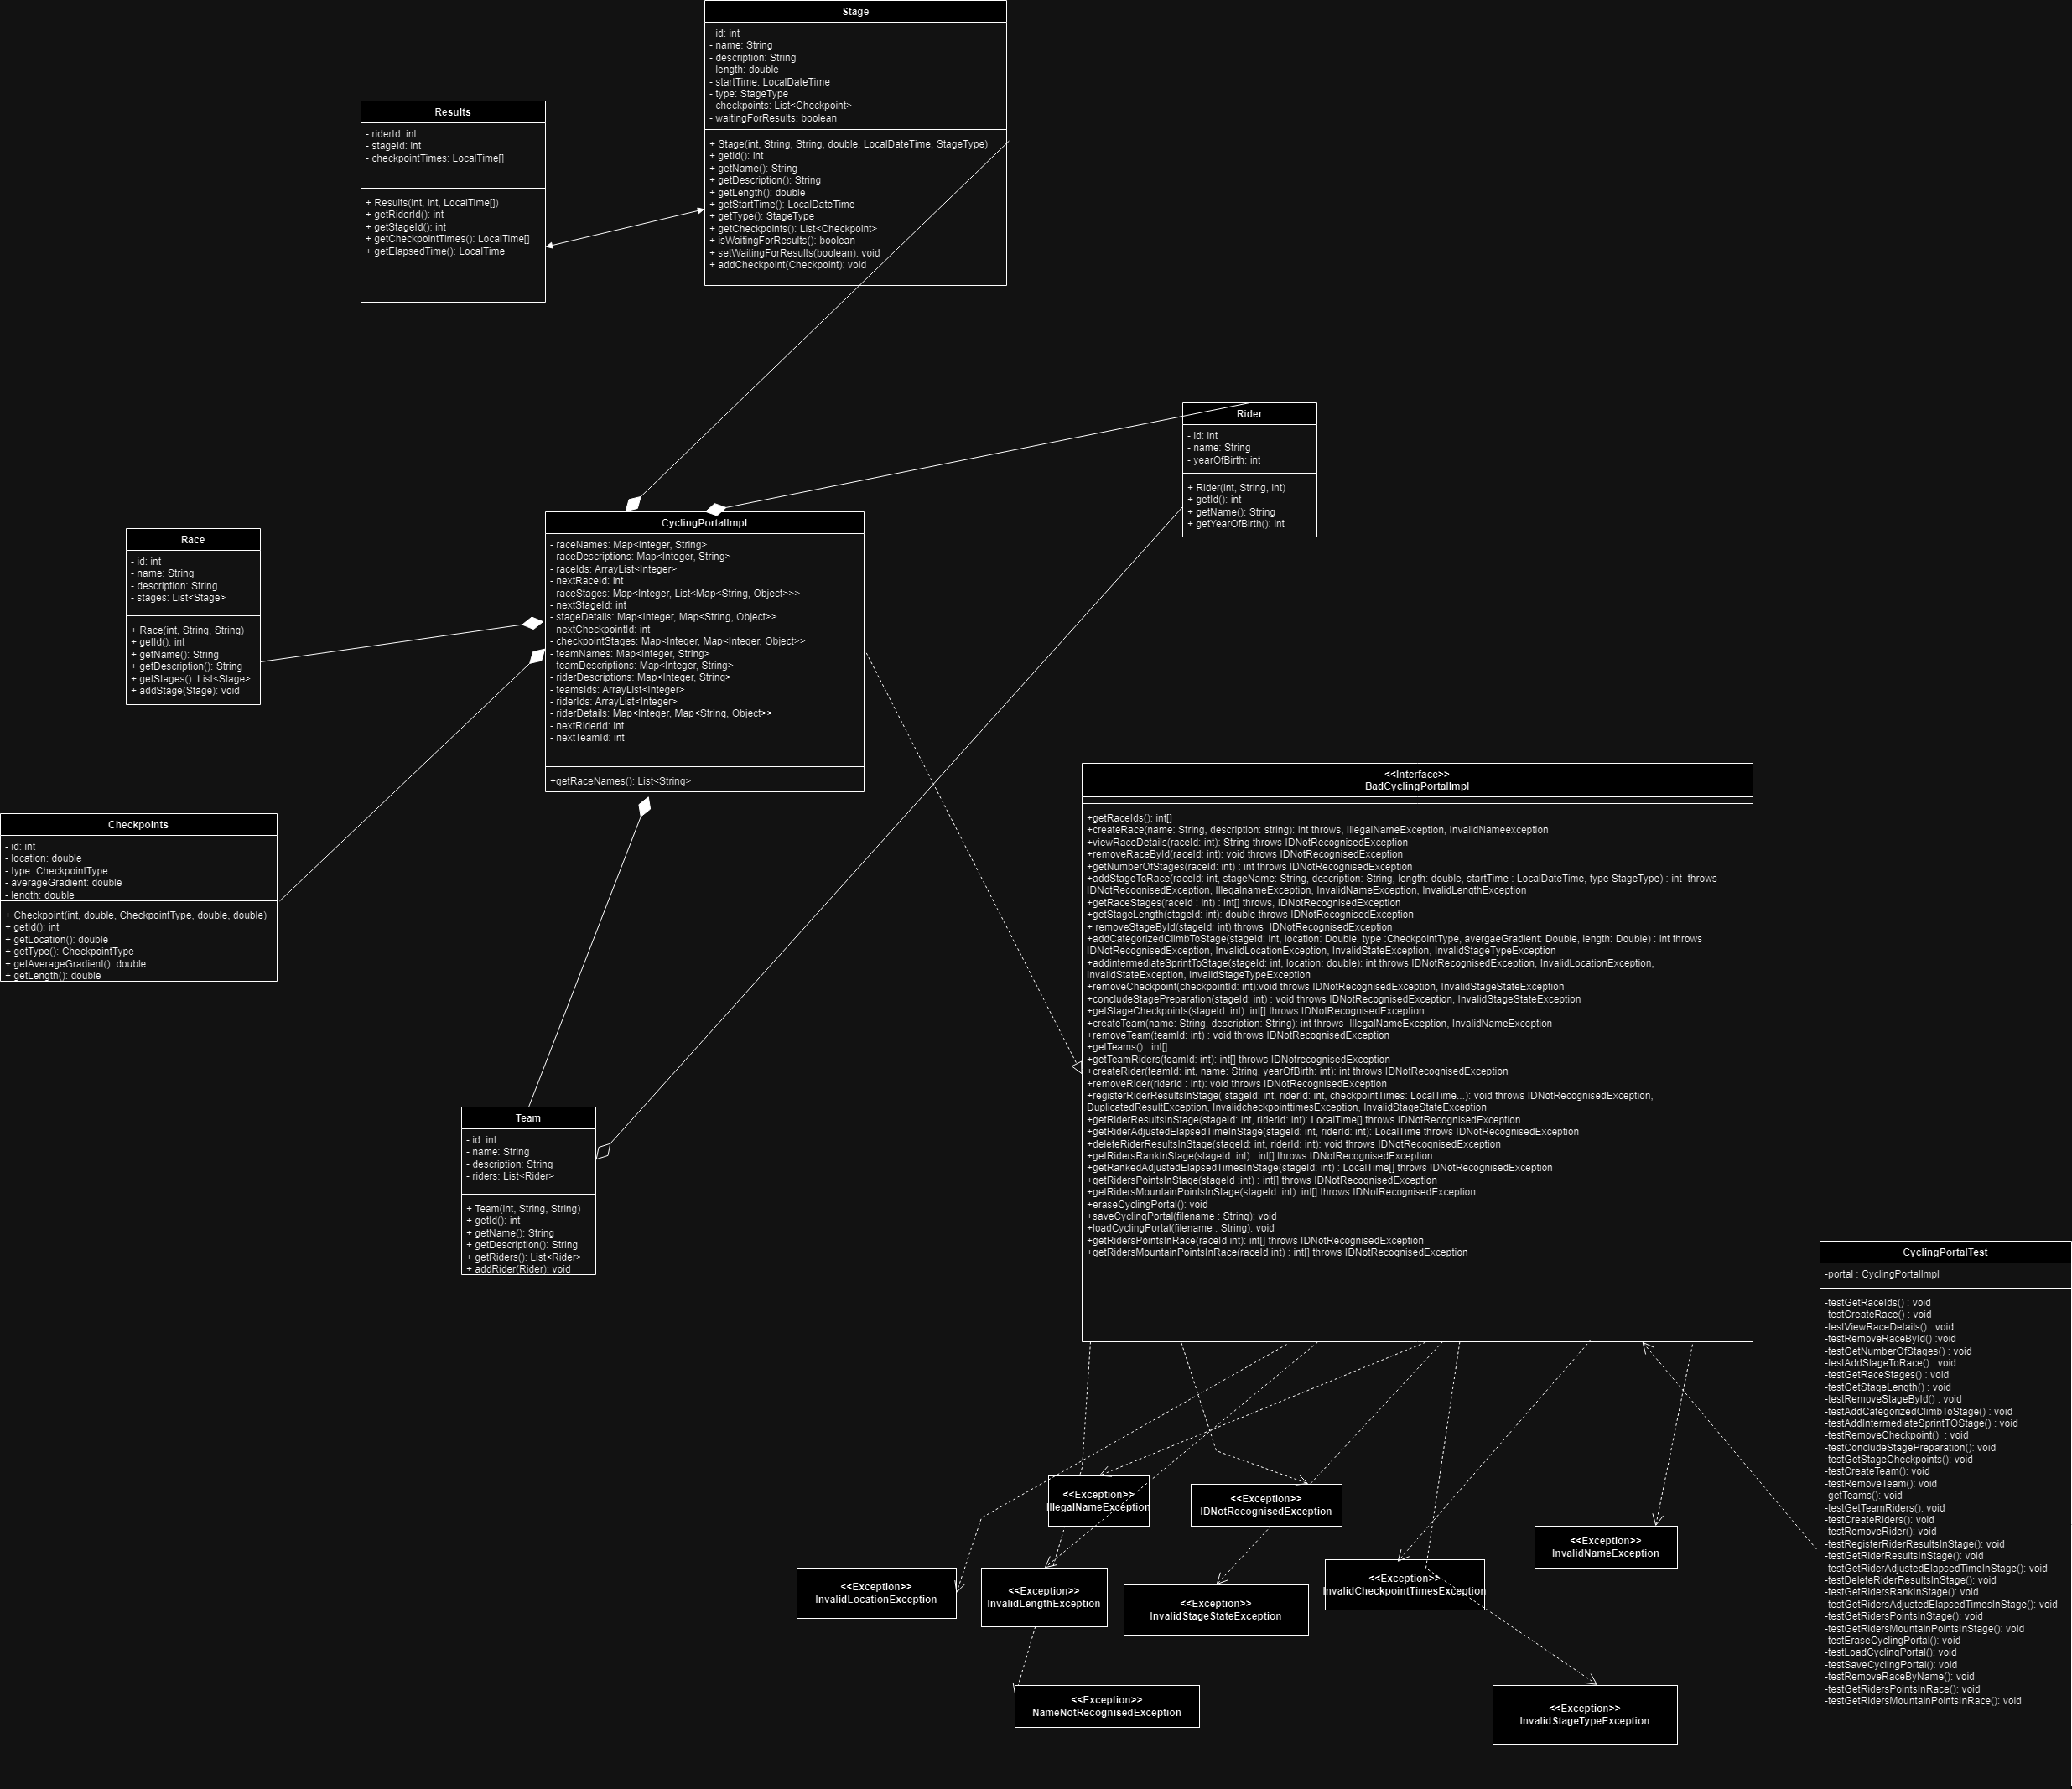 Stage
- id: int
- name: String
- description: String
- length: double
- startTime: LocalDateTime
- type: StageType
- checkpoints: List<Checkpoint>
- waitingForResults: boolean
+ Stage(int, String, String, double, LocalDateTime, StageType)
+ getId(): int
+ getName(): String
+ getDescription(): String
+ getLength(): double
+ getStartTime(): LocalDateTime
+ getType(): StageType
+ getCheckpoints(): List<Checkpoint>
+ isWaitingForResults(): boolean
+ setWaitingForResults(boolean): void
+ addCheckpoint(Checkpoint): void
Results
- riderId: int
- stageId: int
- checkpointTimes: LocalTime[]
+ Results(int, int, LocalTime[])
+ getRiderId(): int
+ getStageId(): int
+ getCheckpointTimes(): LocalTime[]
+ getElapsedTime(): LocalTime
Rider
- id: int
- name: String
- yearOfBirth: int
+ Rider(int, String, int)
+ getId(): int
+ getName(): String
+ getYearOfBirth(): int
CyclingPortalImpl
- raceNames: Map<Integer, String>
- raceDescriptions: Map<Integer, String>
- raceIds: ArrayList<Integer>
- nextRaceId: int
- raceStages: Map<Integer, List<Map<String, Object>>>
- nextStageId: int
- stageDetails: Map<Integer, Map<String, Object>>
- nextCheckpointId: int
- checkpointStages: Map<Integer, Map<Integer, Object>>
- teamNames: Map<Integer, String>
- teamDescriptions: Map<Integer, String>
- riderDescriptions: Map<Integer, String>
- teamsIds: ArrayList<Integer>
- riderIds: ArrayList<Integer>
- riderDetails: Map<Integer, Map<String, Object>>
- nextRiderId: int
- nextTeamId: int
+getRaceNames(): List<String>
Race
- id: int
- name: String
- description: String
- stages: List<Stage>
+ Race(int, String, String)
+ getId(): int
+ getName(): String
+ getDescription(): String
+ getStages(): List<Stage>
+ addStage(Stage): void
Checkpoints
- id: int
- location: double
- type: CheckpointType
- averageGradient: double
- length: double
+ Checkpoint(int, double, CheckpointType, double, double)
+ getId(): int
+ getLocation(): double
+ getType(): CheckpointType
+ getAverageGradient(): double
+ getLength(): double
Team
- id: int
- name: String
- description: String
- riders: List<Rider>
+ Team(int, String, String)
+ getId(): int
+ getName(): String
+ getDescription(): String
+ getRiders(): List<Rider>
+ addRider(Rider): void
<<Interface>>
BadCyclingPortalImpl
+getRaceIds(): int[]
+createRace(name: String, description: string): int throws, IllegalNameException, InvalidNameexception
+viewRaceDetails(raceId: int): String throws IDNotRecognisedException
+removeRaceById(raceId: int): void throws IDNotRecognisedException
+getNumberOfStages(raceId: int) : int throws IDNotRecognisedException
+addStageToRace(raceId: int, stageName: String, description: String, length: double, startTime : LocalDateTime, type StageType) : int  throws
IDNotRecognisedException, IllegalnameException, InvalidNameException, InvalidLengthException
+getRaceStages(raceId : int) : int[] throws, IDNotRecognisedException
+getStageLength(stageId: int): double throws IDNotRecognisedException
+ removeStageById(stageId: int) throws  IDNotRecognisedException
+addCategorizedClimbToStage(stageId: int, location: Double, type :CheckpointType, avergaeGradient: Double, length: Double) : int throws
IDNotRecognisedException, InvalidLocationException, InvalidStateException, InvalidStageTypeException
+addintermediateSprintToStage(stageId: int, location: double): int throws IDNotRecognisedException, InvalidLocationException,
InvalidStateException, InvalidStageTypeException
+removeCheckpoint(checkpointId: int):void throws IDNotRecognisedException, InvalidStageStateException
+concludeStagePreparation(stageId: int) : void throws IDNotRecognisedException, InvalidStageStateException
+getStageCheckpoints(stageId: int): int[] throws IDNotRecognisedException
+createTeam(name: String, description: String): int throws  IllegalNameException, InvalidNameException
+removeTeam(teamId: int) : void throws IDNotRecognisedException
+getTeams() : int[]
+getTeamRiders(teamId: int): int[] throws IDNotrecognisedException
+createRider(teamId: int, name: String, yearOfBirth: int): int throws IDNotRecognisedException
+removeRider(riderId : int): void throws IDNotRecognisedException
+registerRiderResultsInStage( stageId: int, riderId: int, checkpointTimes: LocalTime...): void throws IDNotRecognisedException,
DuplicatedResultException, InvalidcheckpointtimesException, InvalidStageStateException
+getRiderResultsInStage(stageId: int, riderId: int): LocalTime[] throws IDNotRecognisedException
+getRiderAdjustedElapsedTimeInStage(stageId: int, riderId: int): LocalTime throws IDNotRecognisedException
+deleteRiderResultsInStage(stageId: int, riderId: int): void throws IDNotRecognisedException
+getRidersRankInStage(stageId: int) : int[] throws IDNotRecognisedException
+getRankedAdjustedElapsedTimesInStage(stageId: int) : LocalTime[] throws IDNotRecognisedException
+getRidersPointsInStage(stageId :int) : int[] throws IDNotRecognisedException
+getRidersMountainPointsInStage(stageId: int): int[] throws IDNotRecognisedException
+eraseCyclingPortal(): void
+saveCyclingPortal(filename : String): void
+loadCyclingPortal(filename : String): void
+getRidersPointsInRace(raceId int): int[] throws IDNotRecognisedException
+getRidersMountainPointsInRace(raceId int) : int[] throws IDNotRecognisedException
CyclingPortalTest
-portal : CyclingPortalImpl
-testGetRaceIds() : void
-testCreateRace() : void
-testViewRaceDetails() : void
-testRemoveRaceById() :void
-testGetNumberOfStages() : void
-testAddStageToRace() : void
-testGetRaceStages() : void
-testGetStageLength() : void
-testRemoveStageById() : void
-testAddCategorizedClimbToStage() : void
-testAddIntermediateSprintTOStage() : void
-testRemoveCheckpoint()  : void
-testConcludeStagePreparation(): void
-testGetStageCheckpoints(): void
-testCreateTeam(): void
-testRemoveTeam(): void
-getTeams(): void
-testGetTeamRiders(): void
-testCreateRiders(): void
-testRemoveRider(): void
-testRegisterRiderResultsInStage(): void
-testGetRiderResultsInStage(): void
-testGetRiderAdjustedElapsedTimeInStage(): void
-testDeleteRiderResultsInStage(): void
-testGetRidersRankInStage(): void
-testGetRidersAdjustedElapsedTimesInStage(): void
-testGetRidersPointsInStage(): void
-testGetRidersMountainPointsInStage(): void
-testEraseCyclingPortal(): void
-testLoadCyclingPortal(): void
-testSaveCyclingPortal(): void
-testRemoveRaceByName(): void
-testGetRidersPointsInRace(): void
-testGetRidersMountainPointsInRace(): void
<<Exception>>
IllegalNameException
<<Exception>>
IDNotRecognisedException
<<Exception>>
InvalidNameException
<<Exception>>
InvalidLocationException
<<Exception>>
InvalidLengthException
<<Exception>>
InvalidStageStateException
<<Exception>>
InvalidCheckpointTimesException
<<Exception>>
NameNotRecognisedException
<<Exception>>
InvalidStageTypeException